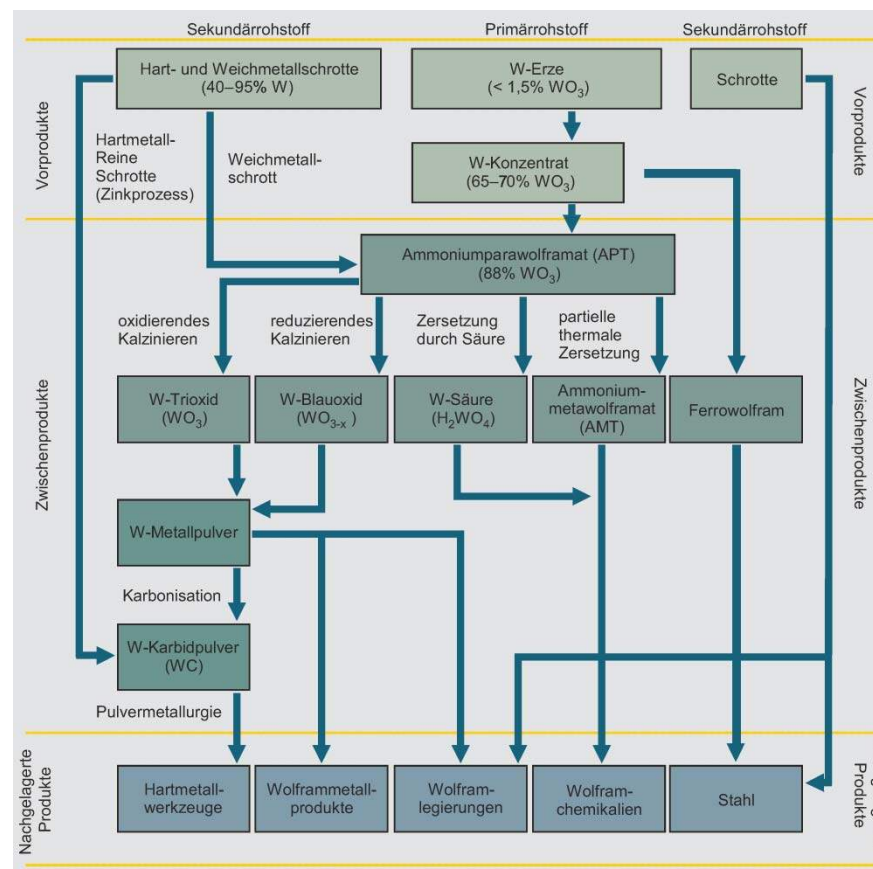 Sekundärrohstoff
Primärrohstoff
Sekundärrohstoff
Vorprodukte
Hart- und Weichmetallschrotte
(40–95% W)
W-Erze
(< 1,5% WO₃)
Schrotte
Vorprodukte
Hartmetall-
Reine
Schrotte
(Zinkprozess)
Weichmetall-
schrott
W-Konzentrat
(65–70% WO₃)
Zwischenprodukte
Ammoniumparawolframat (APT)
(88% WO₃)
oxidierendes
Kalzinieren
reduzierendes
Kalzinieren
Zersetzung
durch Säure
partielle
thermale
Zersetzung
Zwischenprodukte
W-Trioxid
(WO₃)
W-Blauoxid
(WO₃₋ₓ )
W-Säure
(H₂WO₄)
Ammonium-
metawolframat
(AMT)
Ferrowolfram
W-Metallpulver
Karbonisation
W-Karbidpulver
(WC)
Pulvermetallurgie
Nachgelagerte
Produkte
Hartmetall-
werkzeuge
Wolframmetall-
produkte
Wolfram-
legierungen
Wolfram-
chemikalien
Stahl
Produkte